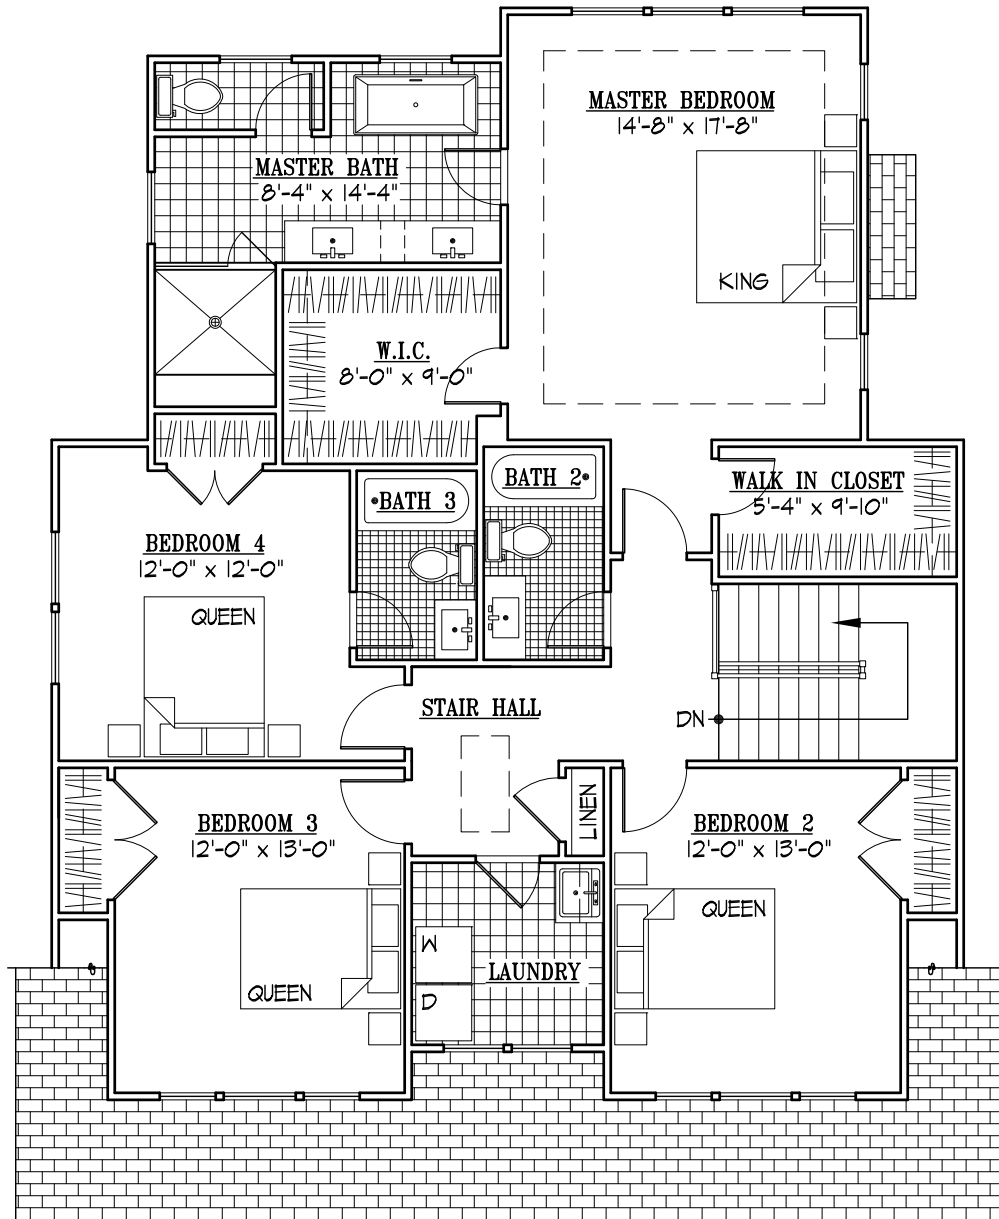 MASTER BEDROOM
14'-8" x 17'-8"
MASTER BATH
8'-4" x 14'-4"
KING
W.I.C.
8'-0" x 9'-0"
WALK IN CLOSET
5'-4" x 9'-10"
BATH 2
BATH 3
BEDROOM 4
12'-0" x 12'-0"
QUEEN
STAIR HALL
DN
LINEN
BEDROOM 3
12'-0" x 13'-0"
BEDROOM 2
12'-0" x 13'-0"
QUEEN
W
LAUNDRY
QUEEN
D